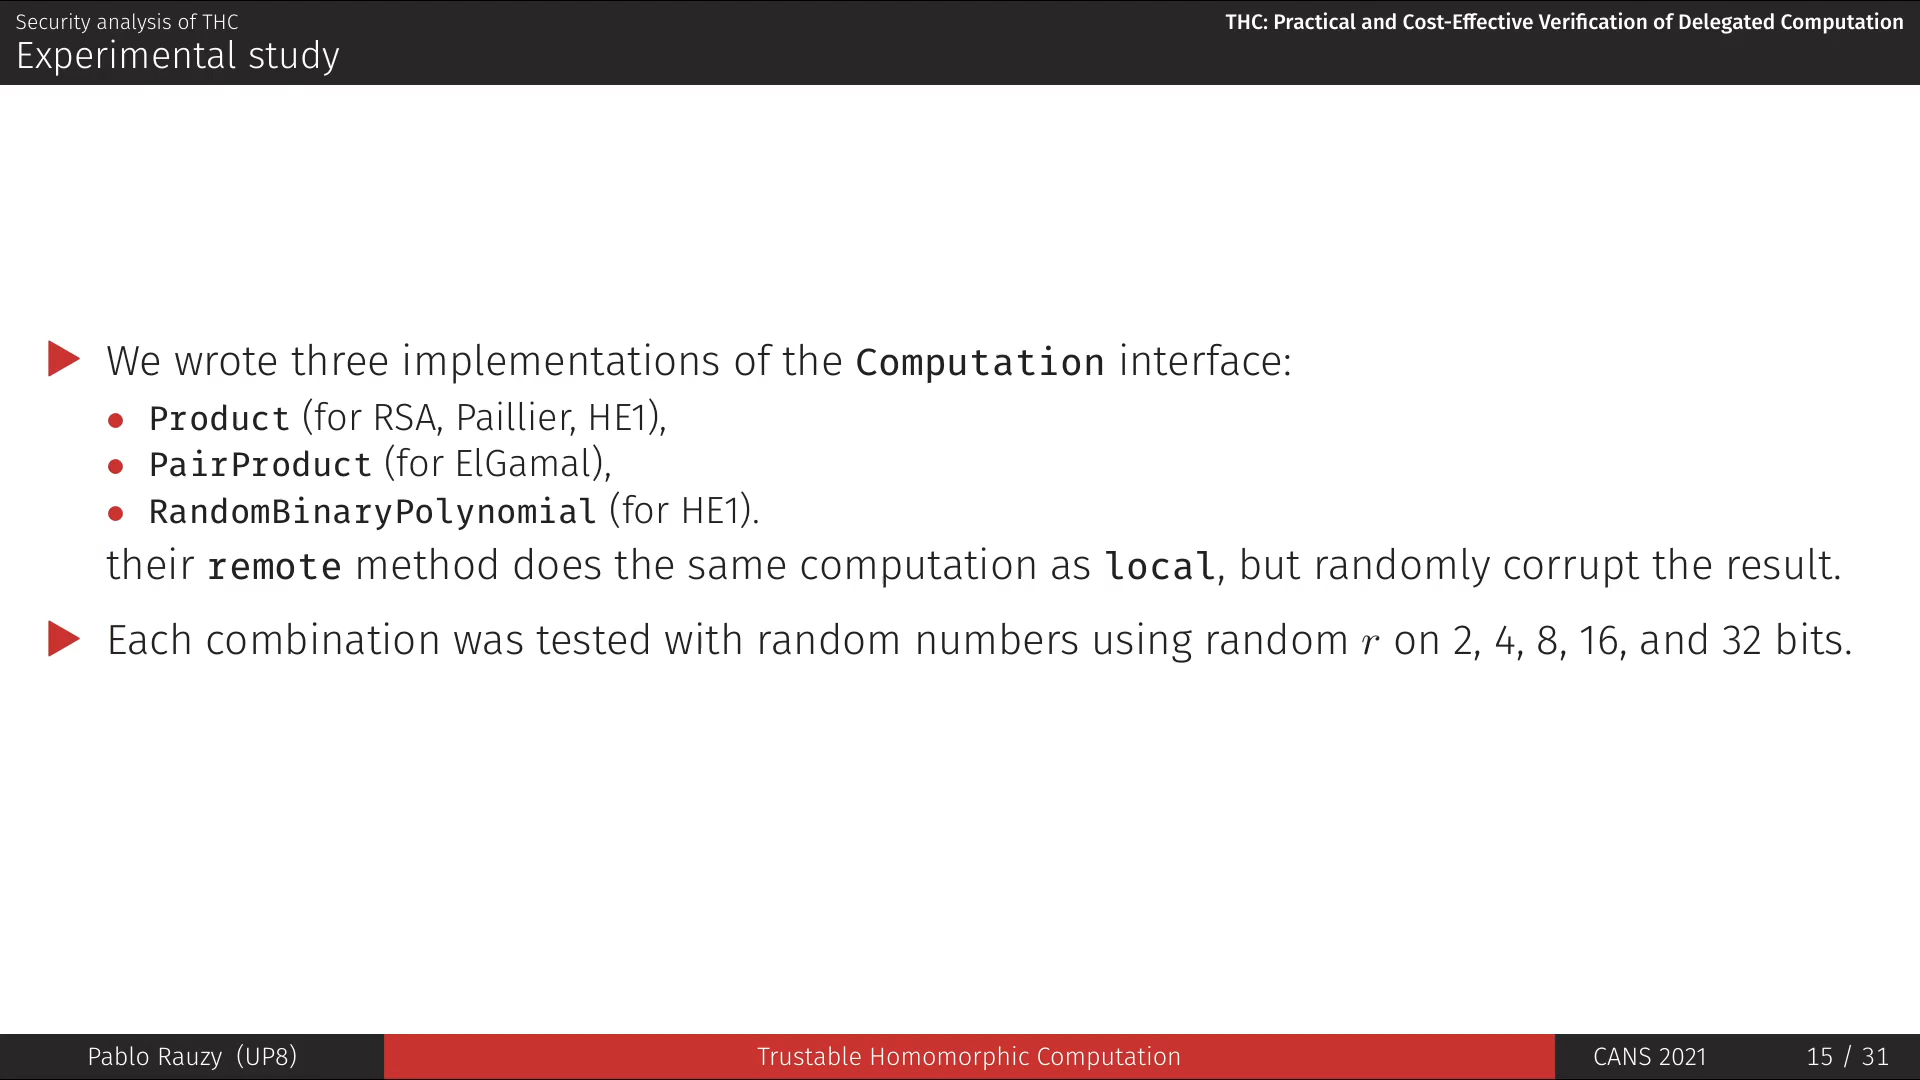 Security analysis of THC
THC: Practical and Cost-Effective Verification of Delegated Computation
Experimental study
▶ We wrote three implementations of the Computation interface:
• Product (for RSA, Paillier, HE1),
• PairProduct (for ElGamal),
• RandomBinaryPolynomial (for HE1).
their remote method does the same computation as local, but randomly corrupt the result.
▶ Each combination was tested with random numbers using random r on 2, 4, 8, 16, and 32 bits.
Pablo Rauzy (UP8)
Trustable Homomorphic Computation
CANS 2021
15 / 31